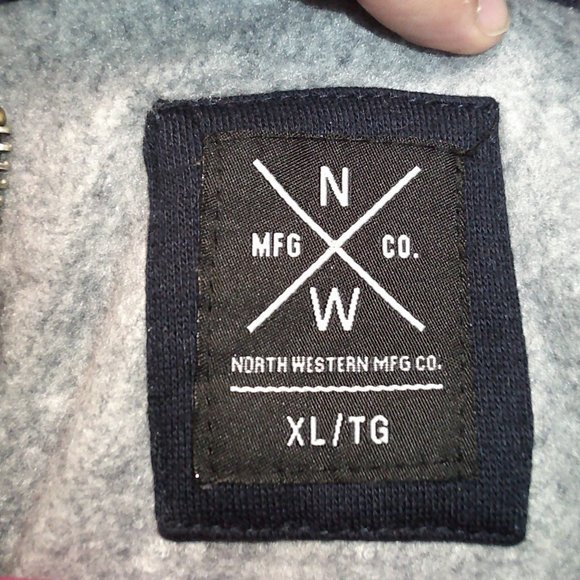 N
MFG CO.
W
NORTH WESTERN MFG CO.
XL/TG